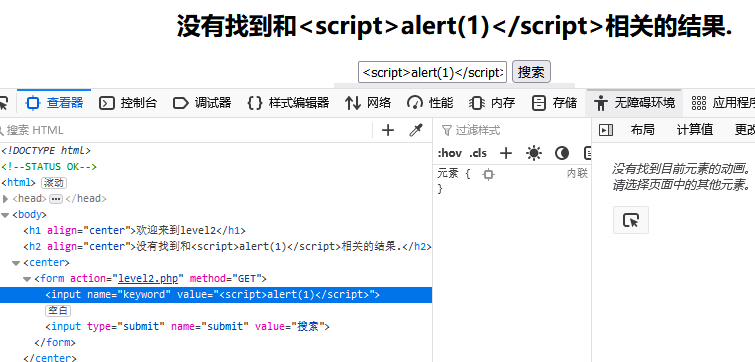 没有找到和<script>alert(1)</script>相关的结果.
<script>alert(1)</script> 搜索
查看器 控制台 调试器 样式编辑器 网络 性能 内存 存储 无障碍环境 应用程序
搜索 HTML
过滤样式
布局 计算值 更改
:hov .cls
<!DOCTYPE html>
<!--STATUS OK-->
<html> 滚动
<head> ••• </head>
<body>
<h1 align="center">欢迎来到level2</h1>
<h2 align="center">没有找到和<script>alert(1)</script>相关的结果.</h2>
<center>
<form action="level2.php" method="GET">
<input name="keyword" value="<script>alert(1)</script>">
空白
<input type="submit" name="submit" value="搜索">
</form>
</center>
元素 { 内联
}
没有找到目前元素的动画。
请选择页面中的其他元素。